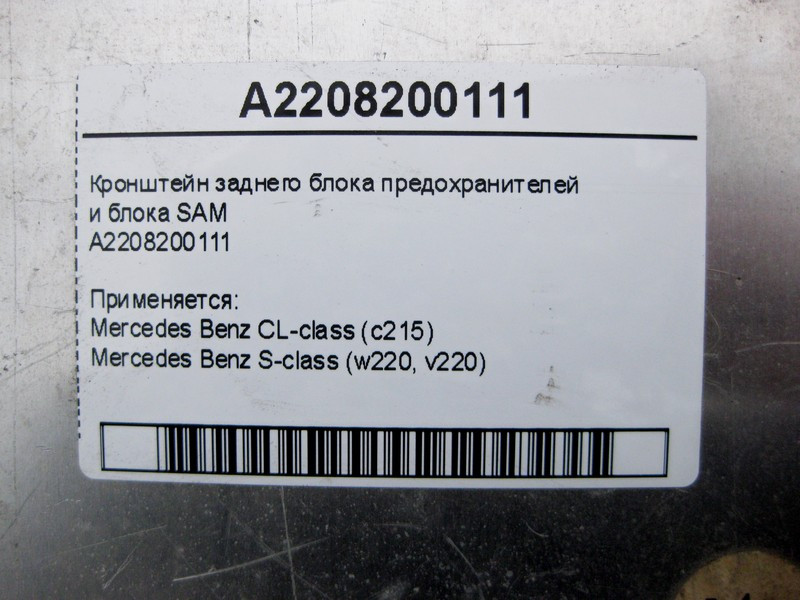 A2208200111
Кронштейн заднего блока предохранителей
и блока SAM
A2208200111
Применяется:
Mercedes Benz CL-class (c215)
Mercedes Benz S-class (w220, v220)